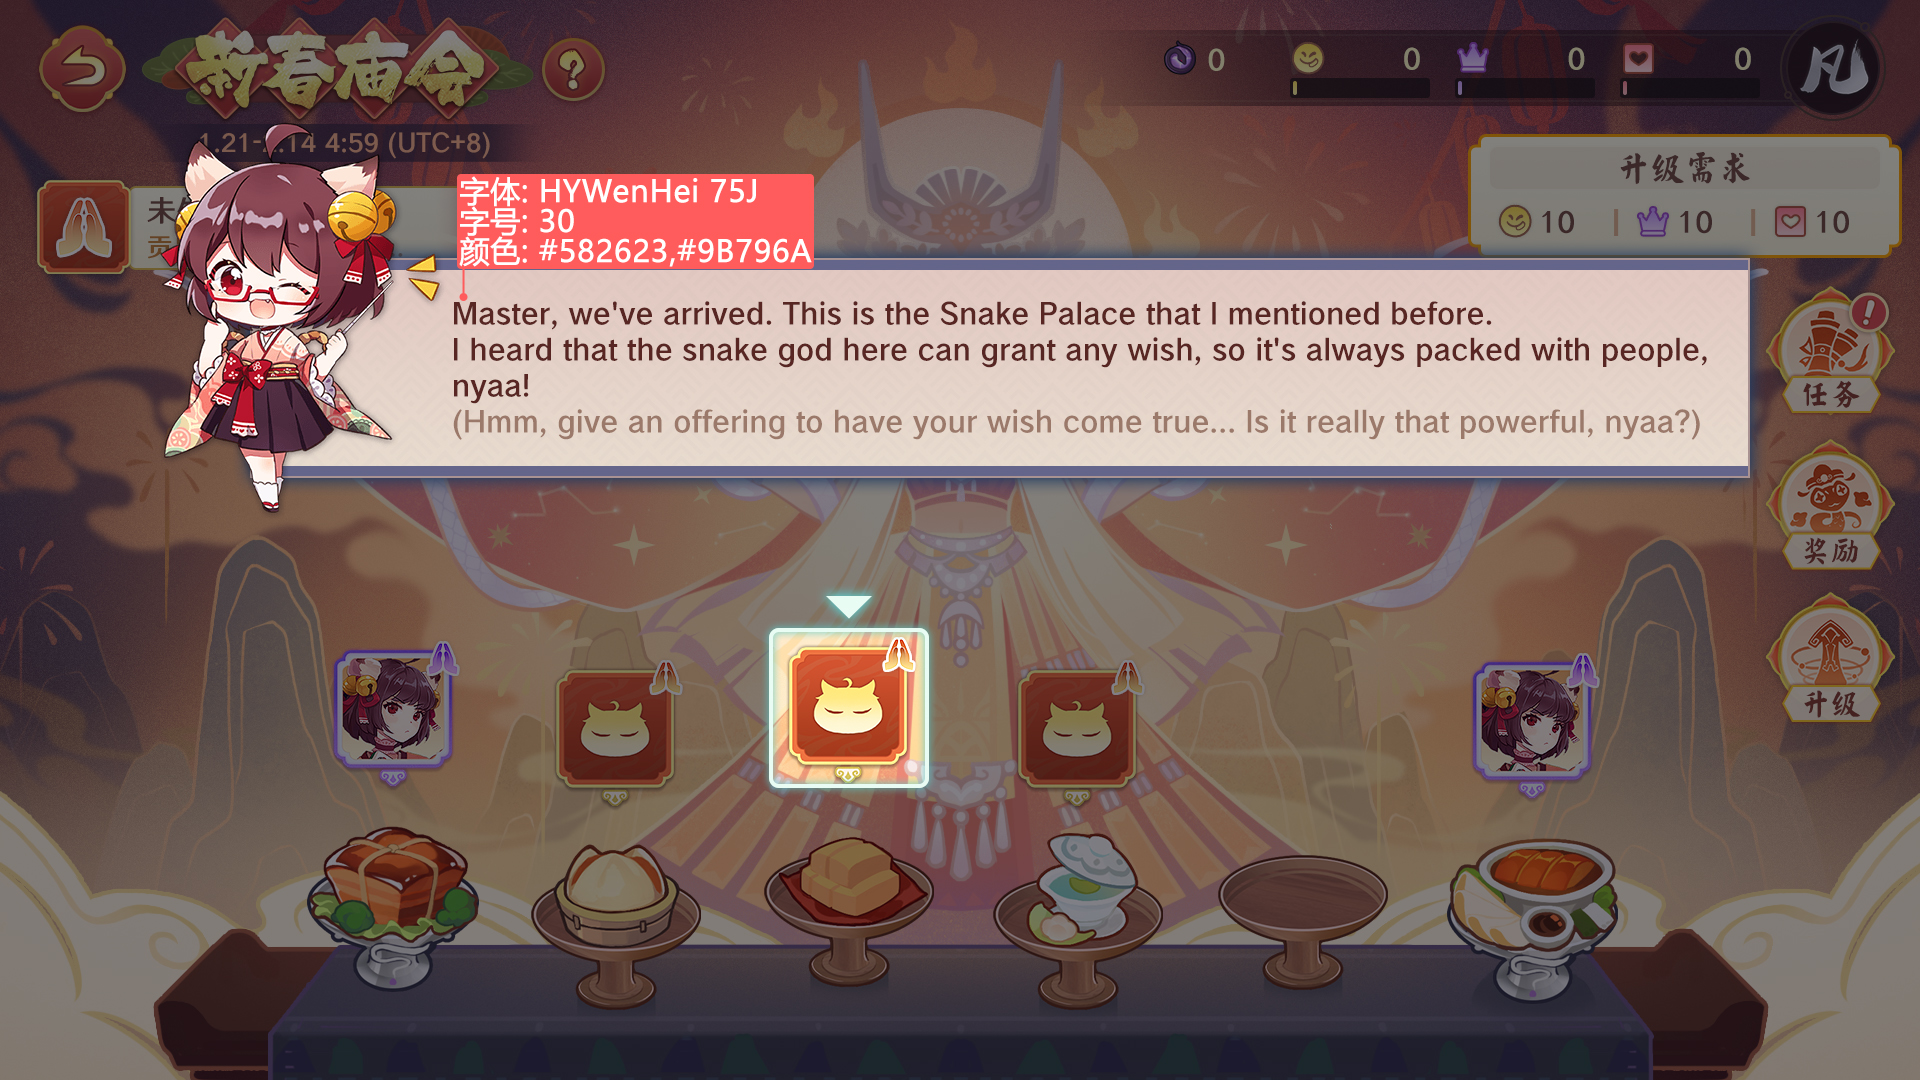 新春庙会
?
0
0
0
0
凡
4:59 (UTC+8)
升级需求
10
10
10
字体: HYWenHei 75J
字号: 30
颜色: #582623,#9B796A
Master, we've arrived. This is the Snake Palace that I mentioned before.
I heard that the snake god here can grant any wish, so it's always packed with people,
nyaa!
(Hmm, give an offering to have your wish come true... Is it really that powerful, nyaa?)
!
任务
奖励
升级